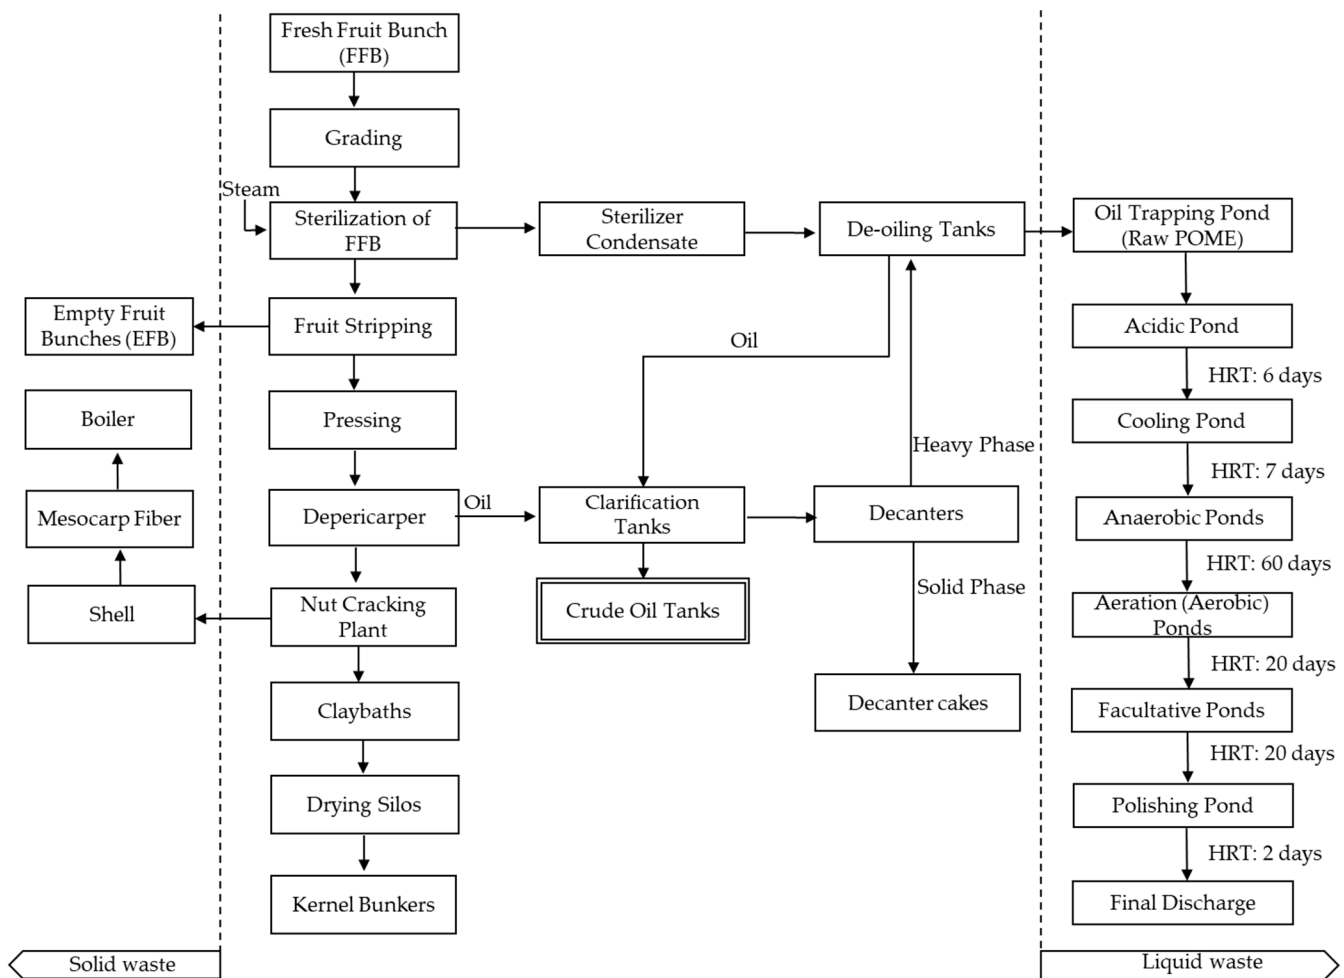 Fresh Fruit Bunch
(FFB)
Grading
Steam
Sterilization of
FFB
Sterilizer
Condensate
De-oiling Tanks
Oil Trapping Pond
(Raw POME)
Empty Fruit
Bunches (EFB)
Fruit Stripping
Oil
Acidic Pond
HRT: 6 days
Boiler
Pressing
Cooling Pond
Heavy Phase
HRT: 7 days
Mesocarp Fiber
Depericarper
Oil
Clarification
Tanks
Decanters
Anaerobic Ponds
HRT: 60 days
Shell
Nut Cracking
Plant
Crude Oil Tanks
Solid Phase
Aeration (Aerobic)
Ponds
HRT: 20 days
Claybaths
Decanter cakes
Facultative Ponds
HRT: 20 days
Drying Silos
Polishing Pond
HRT: 2 days
Kernel Bunkers
Final Discharge
Solid waste
Liquid waste